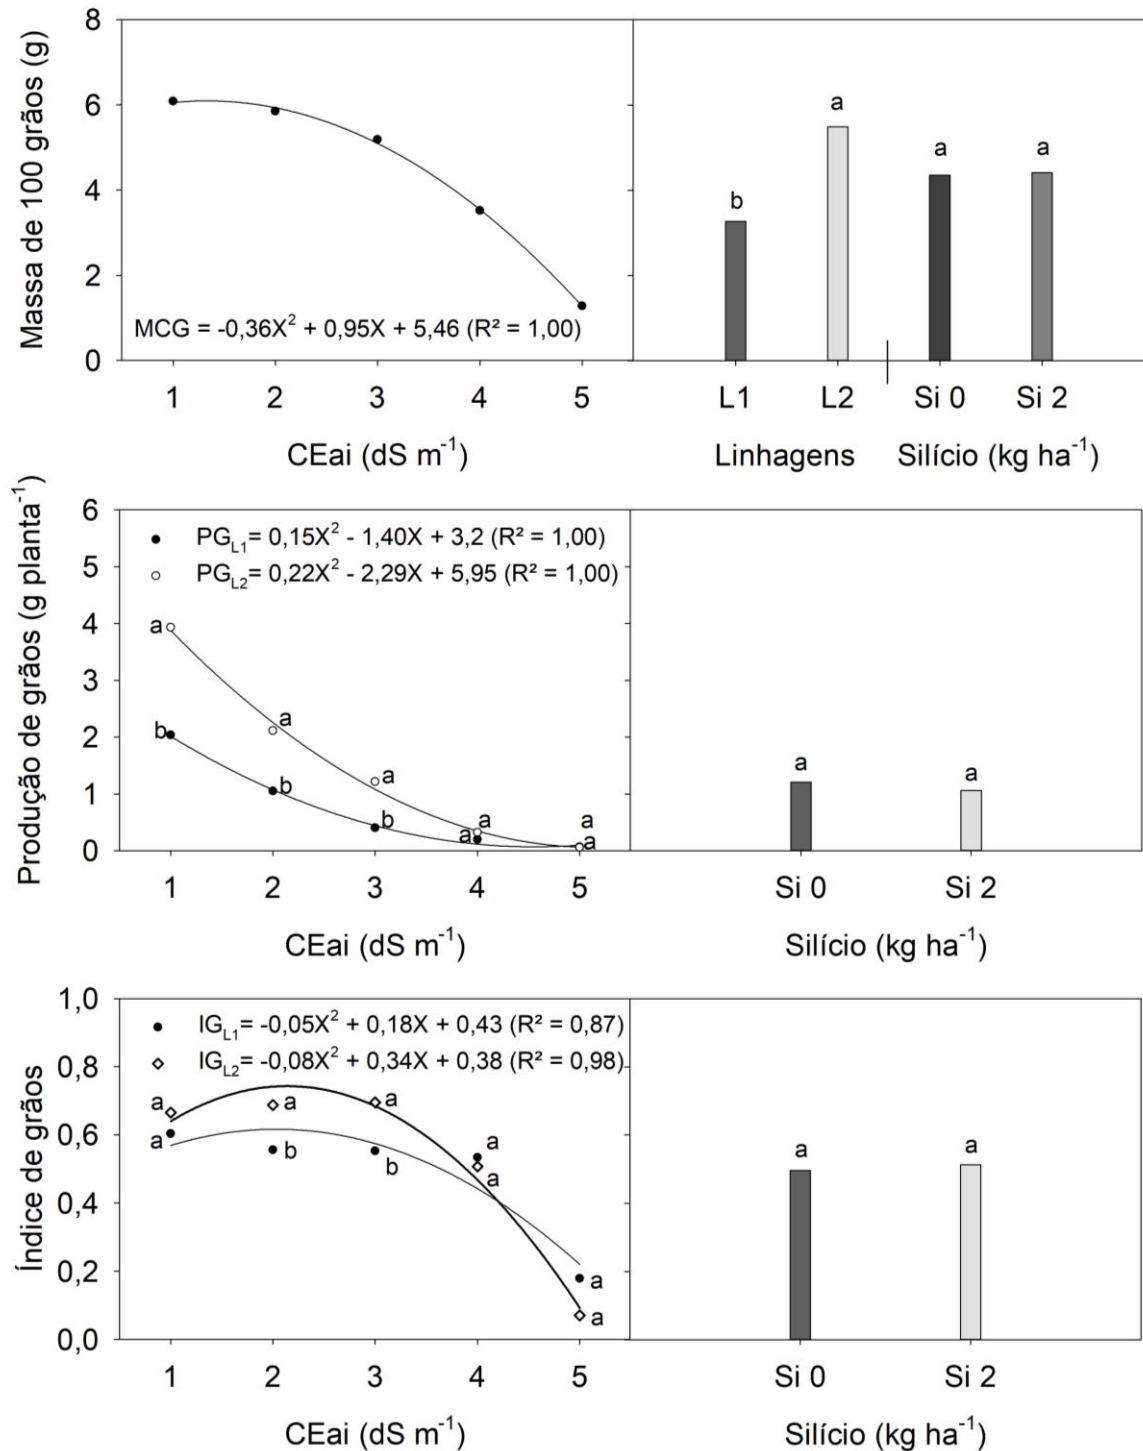 Massa de 100 grãos (g)
8
6
4
2
0
MCG = -0,36X² + 0,95X + 5,46 (R² = 1,00)
1 2 3 4 5
CEai (dS m⁻¹)
b
a
a
a
L1 L2 Si 0 Si 2
Linhagens Silício (kg ha⁻¹)
Produção de grãos (g planta⁻¹)
6
5
4
3
2
1
0
PG_L1= 0,15X² - 1,40X + 3,2 (R² = 1,00)
PG_L2= 0,22X² - 2,29X + 5,95 (R² = 1,00)
a
a
a
a
a
b
b
b
a
a
1 2 3 4 5
CEai (dS m⁻¹)
a
a
Si 0 Si 2
Silício (kg ha⁻¹)
Índice de grãos
1,0
0,8
0,6
0,4
0,2
0,0
IG_L1= -0,05X² + 0,18X + 0,43 (R² = 0,87)
IG_L2= -0,08X² + 0,34X + 0,38 (R² = 0,98)
a
a
a
a
a
b
b
a
a
a
1 2 3 4 5
CEai (dS m⁻¹)
a
a
Si 0 Si 2
Silício (kg ha⁻¹)